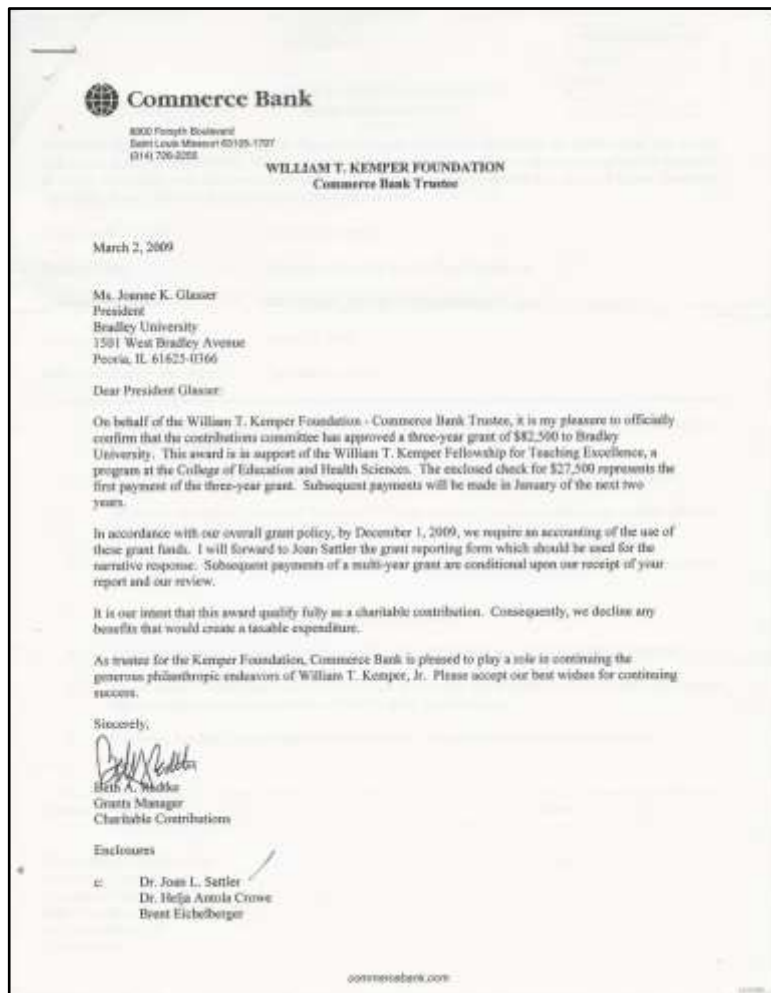 Commerce Bank
8000 Forsyth Boulevard
Saint Louis Missouri 63105-1797
(314) 726-2255
WILLIAM T. KEMPER FOUNDATION
Commerce Bank Trustee
March 2, 2009
Ms. Joanne K. Glasser
President
Bradley University
1501 West Bradley Avenue
Peoria, IL 61625-0366
Dear President Glasser:
On behalf of the William T. Kemper Foundation - Commerce Bank Trustee, it is my pleasure to officially
confirm that the contributions committee has approved a three-year grant of $82,500 to Bradley
University. This award is in support of the William T. Kemper Fellowship for Teaching Excellence, a
program at the College of Education and Health Sciences. The enclosed check for $27,500 represents the
first payment of the three-year grant. Subsequent payments will be made in January of the next two
years.
In accordance with our overall grant policy, by December 1, 2009, we require an accounting of the use of
these grant funds. I will forward to Joan Sattler the grant reporting form which should be used for the
narrative response. Subsequent payments of a multi-year grant are conditional upon our receipt of your
report and our review.
It is our intent that this award qualify fully as a charitable contribution. Consequently, we decline any
benefits that would create a taxable expenditure.
As trustee for the Kemper Foundation, Commerce Bank is pleased to play a role in continuing the
generous philanthropic endeavors of William T. Kemper, Jr. Please accept our best wishes for continuing
success.
Sincerely,
Beth A. Radtke
Grants Manager
Charitable Contributions
Enclosures
c: Dr. Joan L. Sattler
Dr. Helja Antola Crowe
Brent Eichelberger
commercebank.com